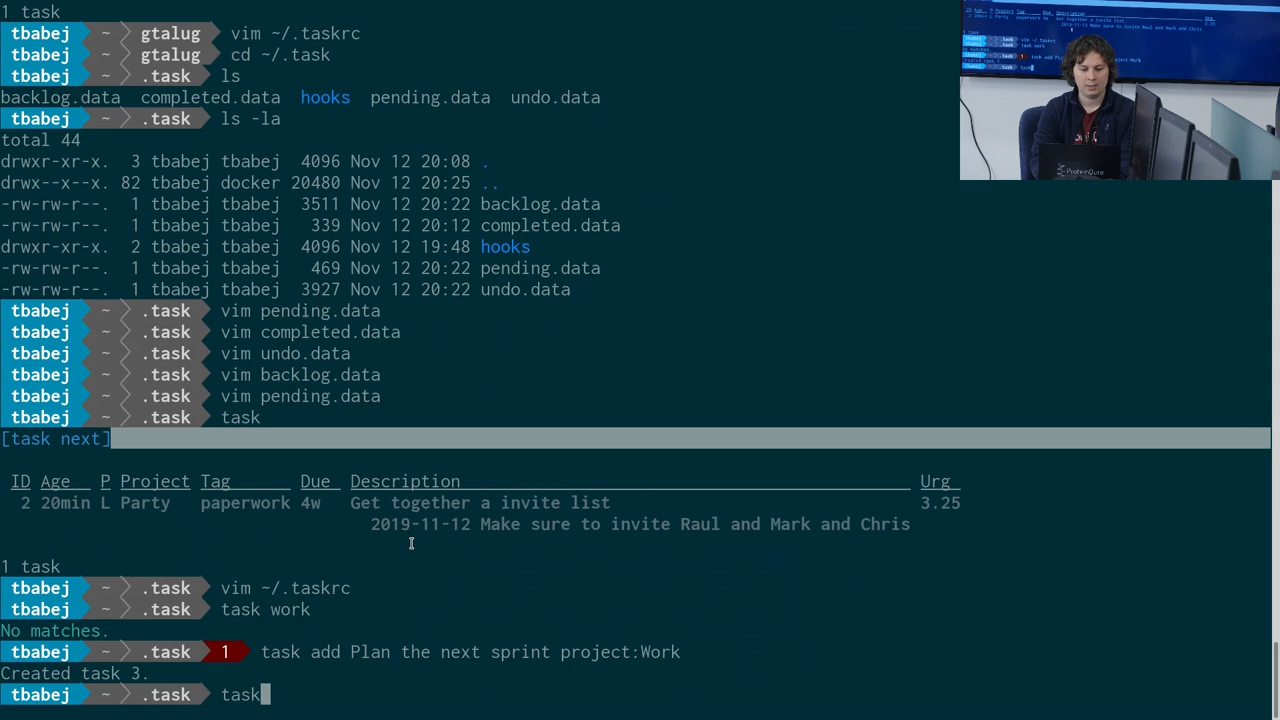 1 task
tbabej ~ gtalug vim ~/.taskrc
tbabej ~ gtalug cd ~/.task
tbabej ~ .task ls
backlog.data completed.data hooks pending.data undo.data
tbabej ~ .task ls -la
total 44
drwxr-xr-x. 3 tbabej tbabej 4096 Nov 12 20:08 .
drwx--x--x. 82 tbabej docker 20480 Nov 12 20:25 ..
-rw-rw-r--. 1 tbabej tbabej 3511 Nov 12 20:22 backlog.data
-rw-rw-r--. 1 tbabej tbabej 339 Nov 12 20:12 completed.data
drwxr-xr-x. 2 tbabej tbabej 4096 Nov 12 19:48 hooks
-rw-rw-r--. 1 tbabej tbabej 469 Nov 12 20:22 pending.data
-rw-rw-r--. 1 tbabej tbabej 3927 Nov 12 20:22 undo.data
tbabej ~ .task vim pending.data
tbabej ~ .task vim completed.data
tbabej ~ .task vim undo.data
tbabej ~ .task vim backlog.data
tbabej ~ .task vim pending.data
tbabej ~ .task task
[task next]
ID Age P Project Tag Due Description Urg
2 20min L Party paperwork 4w Get together a invite list 3.25
2019-11-12 Make sure to invite Raul and Mark and Chris
1 task
tbabej ~ .task vim ~/.taskrc
tbabej ~ .task task work
No matches.
tbabej ~ .task 1 task add Plan the next sprint project:Work
Created task 3.
tbabej ~ .task task
ProteinQure